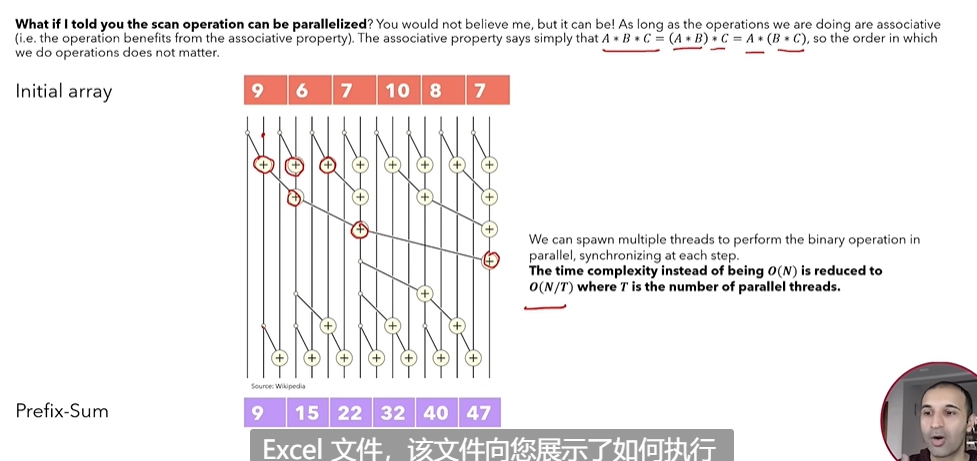 What if I told you the scan operation can be parallelized? You would not believe me, but it can be! As long as the operations we are doing are associative
(i.e. the operation benefits from the associative property). The associative property says simply that A * B * C = (A * B) * C = A * (B * C), so the order in which
we do operations does not matter.
Initial array
9 6 7 10 8 7
+ + + + + + + +
+ + + +
+ +
+
+
+ + +
+ + + + + + +
We can spawn multiple threads to perform the binary operation in
parallel, synchronizing at each step.
The time complexity instead of being O(N) is reduced to
O(N/T) where T is the number of parallel threads.
Source: Wikipedia
Prefix-Sum
9 15 22 32 40 47
Excel 文件，该文件向您展示了如何执行